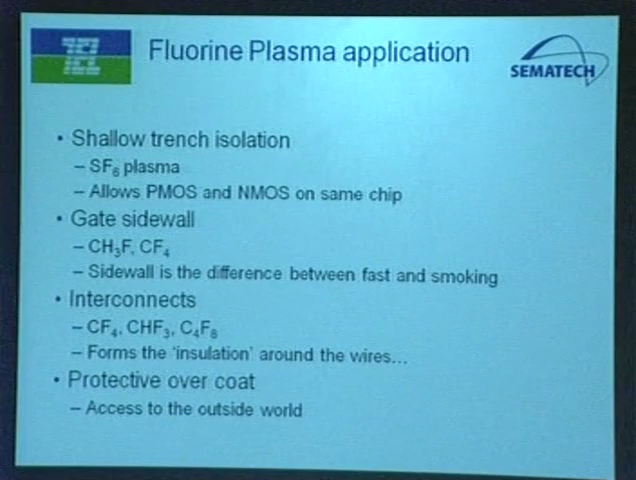 TEL
Fluorine Plasma application
SEMATECH
• Shallow trench isolation
– SF₆ plasma
– Allows PMOS and NMOS on same chip
• Gate sidewall
– CH₃F, CF₄
– Sidewall is the difference between fast and smoking
• Interconnects
– CF₄, CHF₃, C₄F₈
– Forms the 'insulation' around the wires...
• Protective over coat
– Access to the outside world